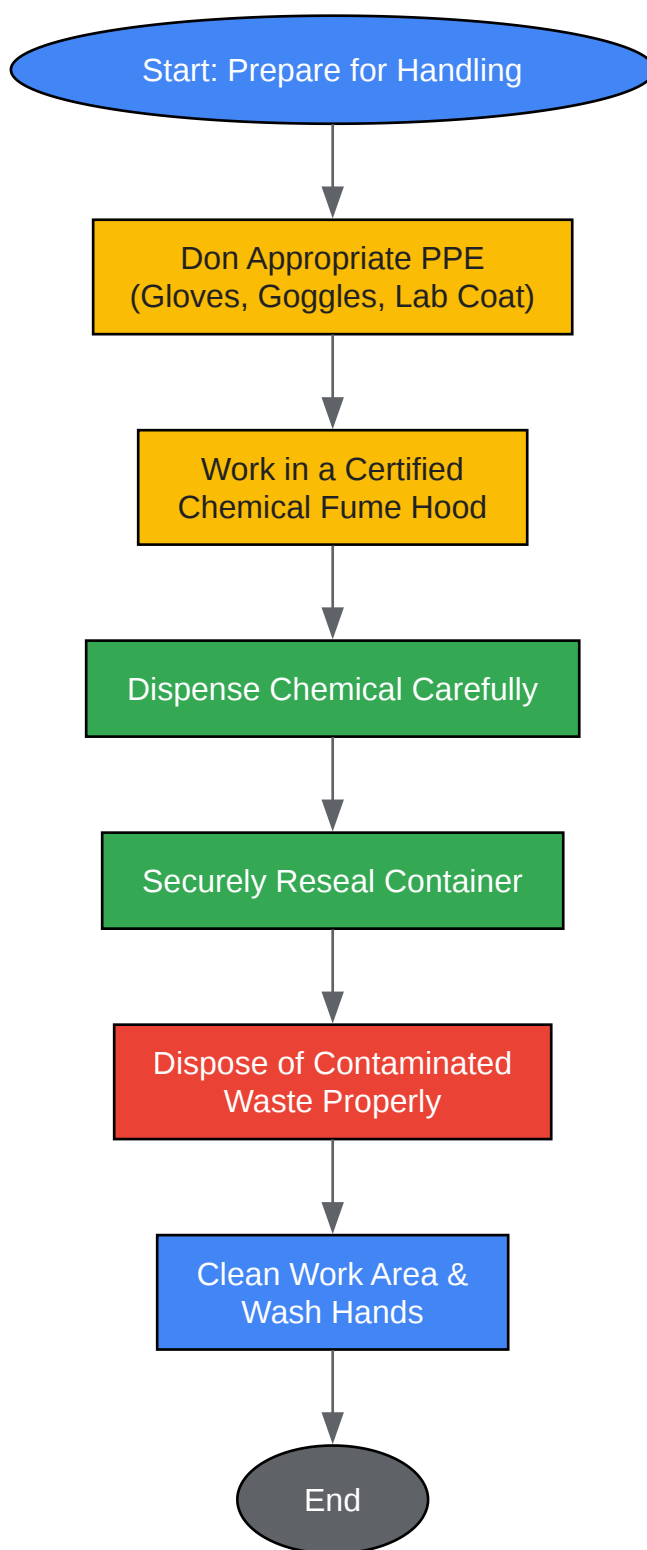 Start: Prepare for Handling
Don Appropriate PPE
(Gloves, Goggles, Lab Coat)
Work in a Certified
Chemical Fume Hood
Dispense Chemical Carefully
Securely Reseal Container
Dispose of Contaminated
Waste Properly
Clean Work Area &
Wash Hands
End